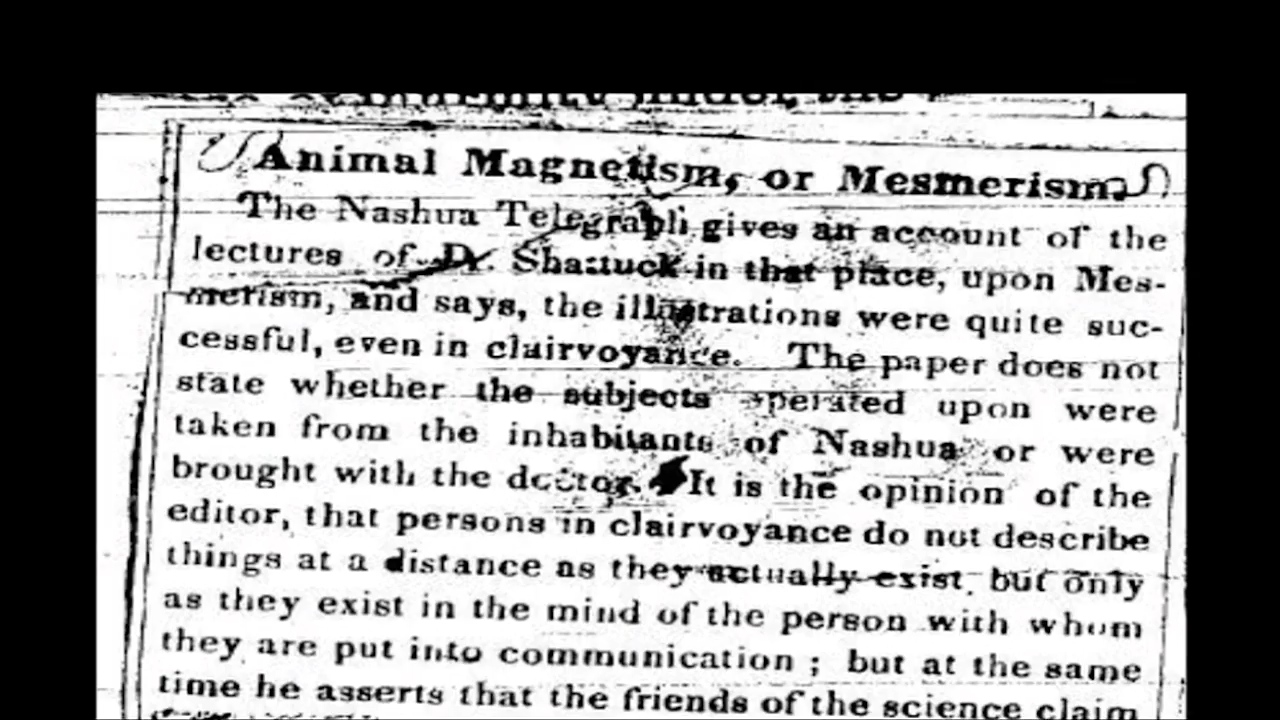 Animal Magnetism, or Mesmerism.
The Nashua Telegraph gives an account of the
lectures of Dr. Shattuck in that place, upon Mes-
merism, and says, the illustrations were quite suc-
cessful, even in clairvoyance. The paper does not
state whether the subjects operated upon were
taken from the inhabitants of Nashua or were
brought with the doctor. It is the opinion of the
editor, that persons in clairvoyance do not describe
things at a distance as they actually exist, but only
as they exist in the mind of the person with whom
they are put into communication ; but at the same
time he asserts that the friends of the science claim